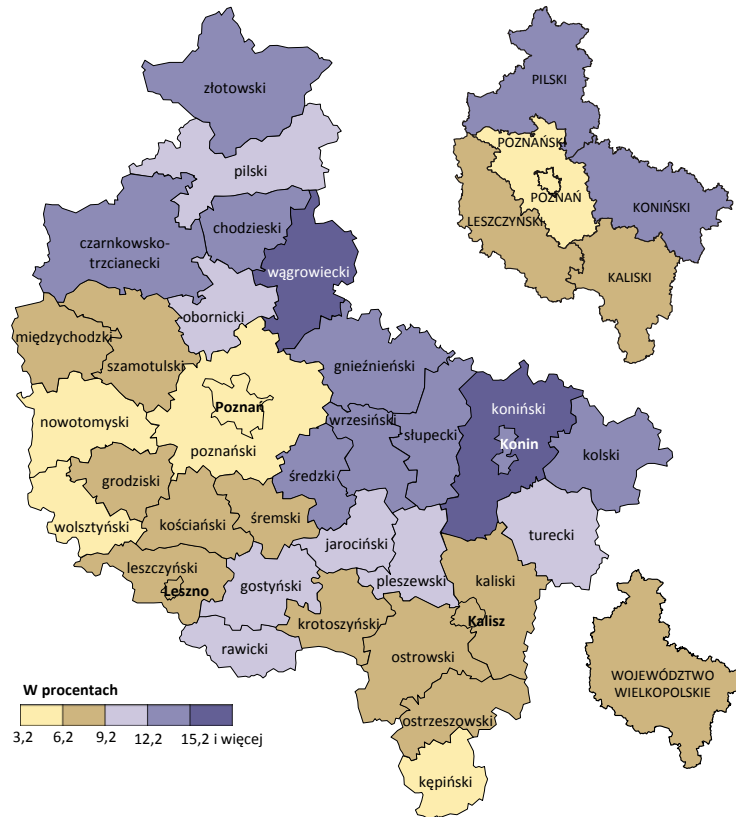 złotowski
pilski
czarnkowsko-
trzcianecki
chodzieski
wągrowiecki
obornicki
międzychodzki
szamotulski
gnieźnieński
Poznań
nowotomyski
poznański
wrzesiński
słupecki
koniński
Konin
kolski
grodziski
średzki
wolsztyński
kościański
śremski
jarociński
turecki
leszczyński
Leszno
gostyński
pleszewski
kaliski
rawicki
krotoszyński
Kalisz
ostrowski
ostrzeszowski
kępiński
PILSKI
POZNAŃSKI
POZNAŃ
LESZCZYŃSKI
KONIŃSKI
KALISKI
WOJEWÓDZTWO
WIELKOPOLSKIE
W procentach
3,2 6,2 9,2 12,2 15,2 i więcej